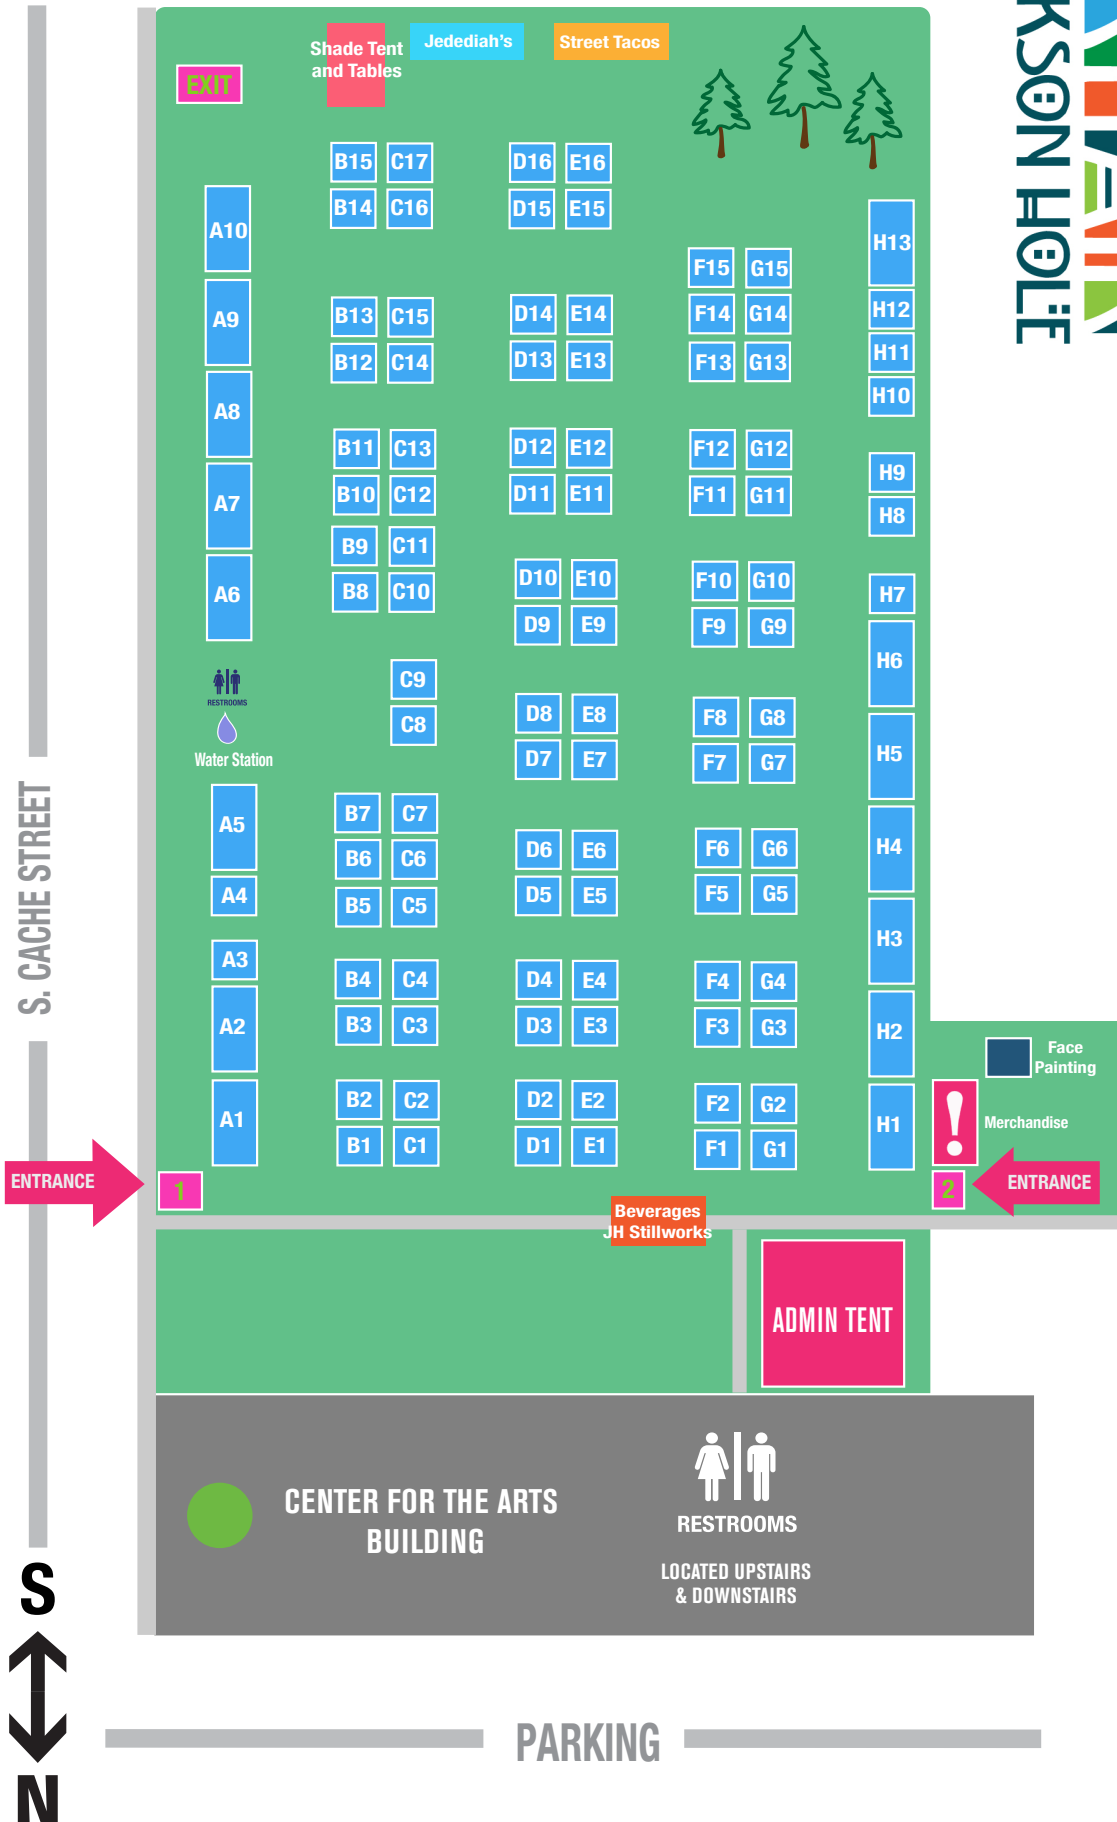 KSON HOLE
Shade Tent
and Tables
Jedediah's
Street Tacos
EXIT
B15 C17 D16 E16
A10 B14 C16 D15 E15
H13
F15 G15
A9 B13 C15 D14 E14 F14 G14 H12
B12 C14 D13 E13 F13 G13 H11
H10
A8
B11 C13 D12 E12 F12 G12
H9
A7 B10 C12 D11 E11 F11 G11
H8
B9 C11
A6 B8 C10 D10 E10 F10 G10 H7
D9 E9 F9 G9
H6
RESTROOMS
C9
C8 D8 E8 F8 G8
Water Station
D7 E7 F7 G7 H5
A5 B7 C7
B6 C6 D6 E6 F6 G6 H4
A4 B5 C5 D5 E5 F5 G5
H3
A3
B4 C4 D4 E4 F4 G4
A2 B3 C3 D3 E3 F3 G3 H2
Face
Painting
B2 C2 D2 E2 F2 G2
A1 B1 C1 D1 E1 F1 G1 H1
! Merchandise
S. CACHE STREET
ENTRANCE
1
2
ENTRANCE
Beverages
JH Stillworks
ADMIN TENT
CENTER FOR THE ARTS
BUILDING
RESTROOMS
LOCATED UPSTAIRS
& DOWNSTAIRS
S
N
PARKING